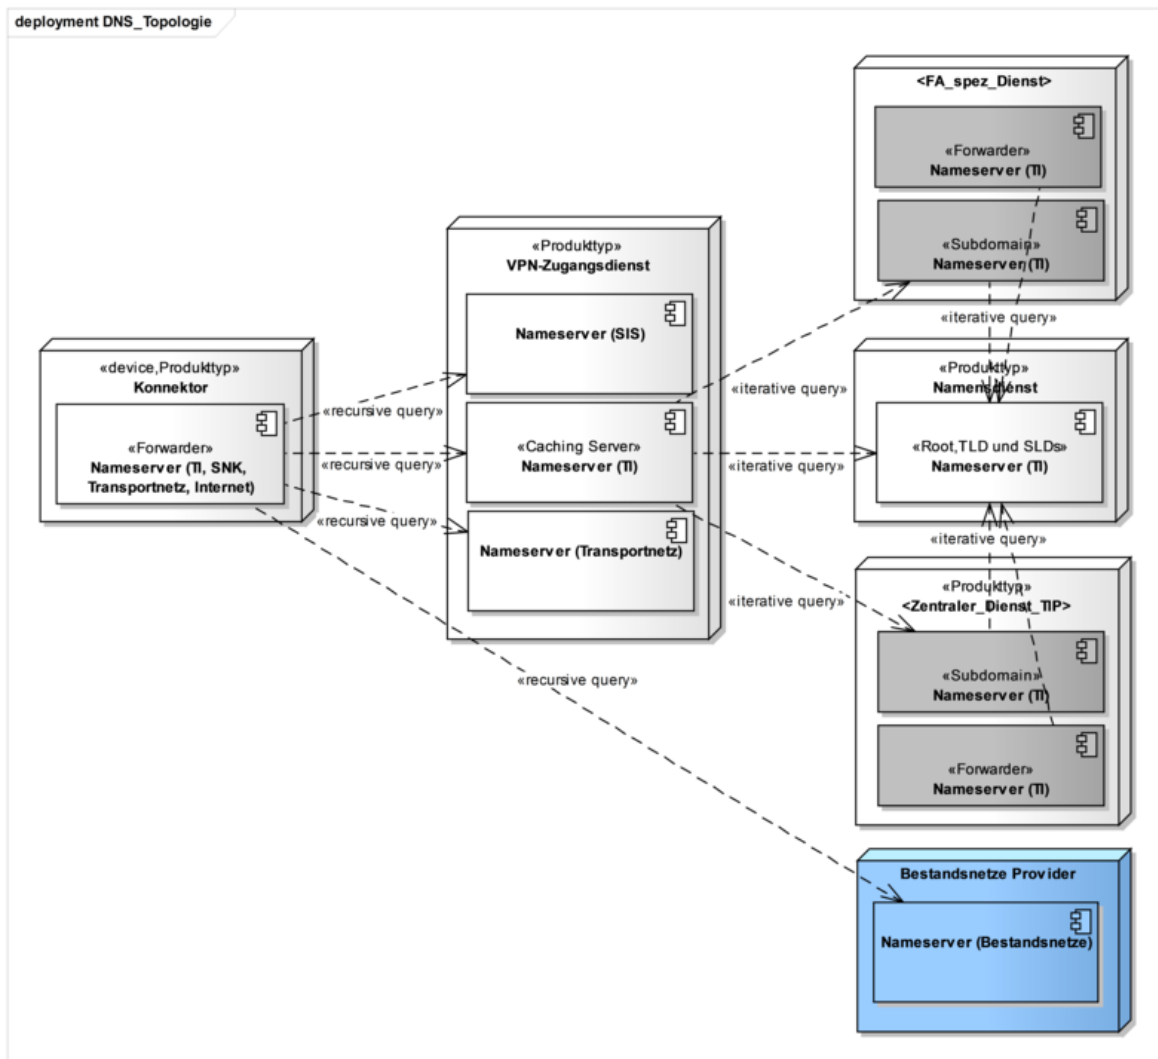 deployment DNS_Topologie
<FA_spez_Dienst>
«Forwarder»
Nameserver (TI)
«Subdomain»
Nameserver (TI)
«iterative query»
«Produkttyp»
VPN-Zugangsdienst
Nameserver (SIS)
«Caching Server»
Nameserver (TI)
Nameserver (Transportnetz)
«device,Produkttyp»
Konnektor
«Forwarder»
Nameserver (TI, SNK,
Transportnetz, Internet)
«recursive query»
«recursive query»
«recursive query»
«recursive query»
«iterative query»
«iterative query»
«iterative query»
«Produkttyp»
Namensdienst
«Root,TLD und SLDs»
Nameserver (TI)
«iterative query»
«Produkttyp»
<Zentraler_Dienst_TIP>
«Subdomain»
Nameserver (TI)
«Forwarder»
Nameserver (TI)
Bestandsnetze Provider
Nameserver (Bestandsnetze)